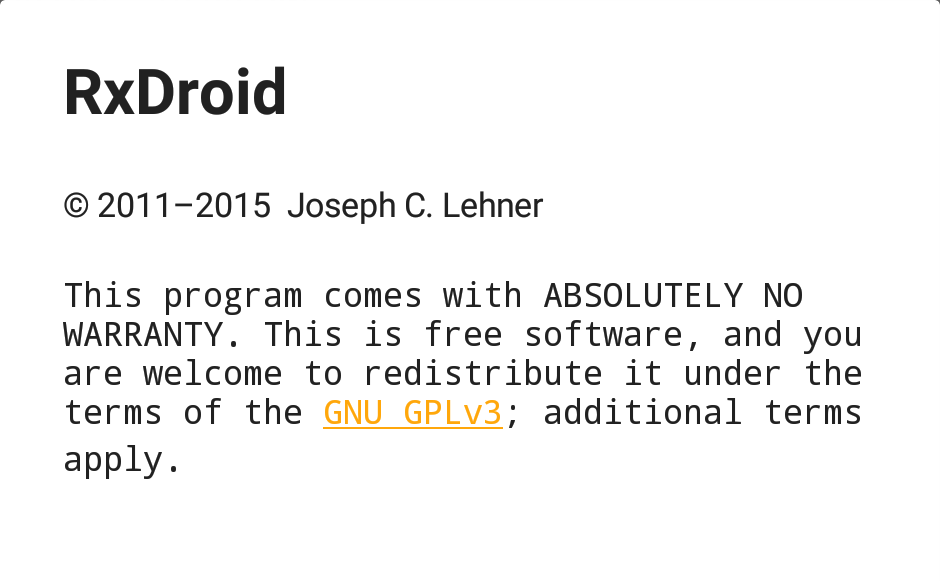 RxDroid
© 2011–2015 Joseph C. Lehner
This program comes with ABSOLUTELY NO
WARRANTY. This is free software, and you
are welcome to redistribute it under the
terms of the GNU GPLv3; additional terms
apply.